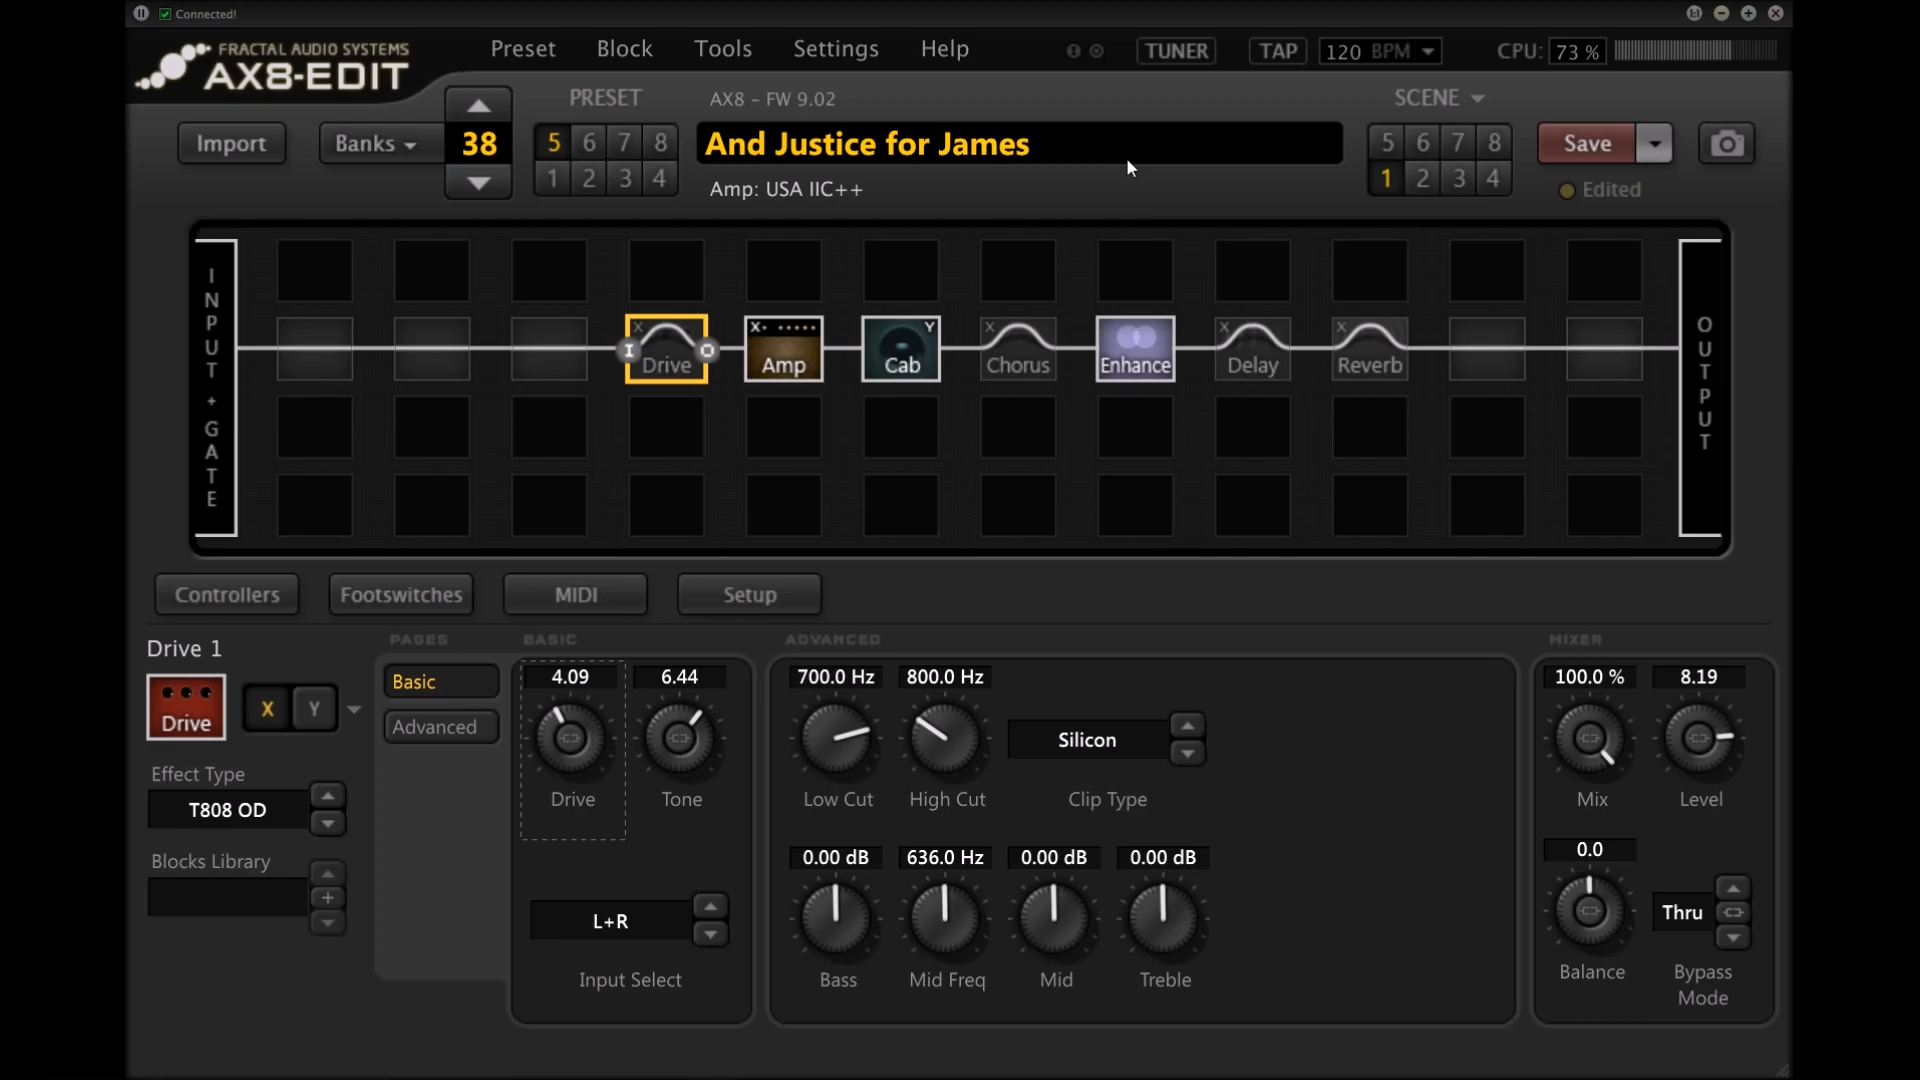 Connected!
FRACTAL AUDIO SYSTEMS
AX8-EDIT
Preset Block Tools Settings Help
TUNER TAP 120 BPM CPU: 73 %
Import Banks 38
PRESET
5 6 7 8
1 2 3 4
AX8 – FW 9.02
And Justice for James
Amp: USA IIC++
SCENE
5 6 7 8
1 2 3 4
Save
Edited
INPUT + GATE
X Drive I O
X Amp
Y Cab
X Chorus
Enhance
X Delay
X Reverb
OUTPUT
Controllers Footswitches MIDI Setup
Drive 1
Drive X Y
Effect Type
T808 OD
Blocks Library
+
PAGES
Basic
Advanced
BASIC
4.09 6.44
Drive Tone
L+R
Input Select
ADVANCED
700.0 Hz 800.0 Hz
Silicon
Low Cut High Cut Clip Type
0.00 dB 636.0 Hz 0.00 dB 0.00 dB
Bass Mid Freq Mid Treble
MIXER
100.0 % 8.19
Mix Level
0.0
Thru
Balance Bypass
Mode